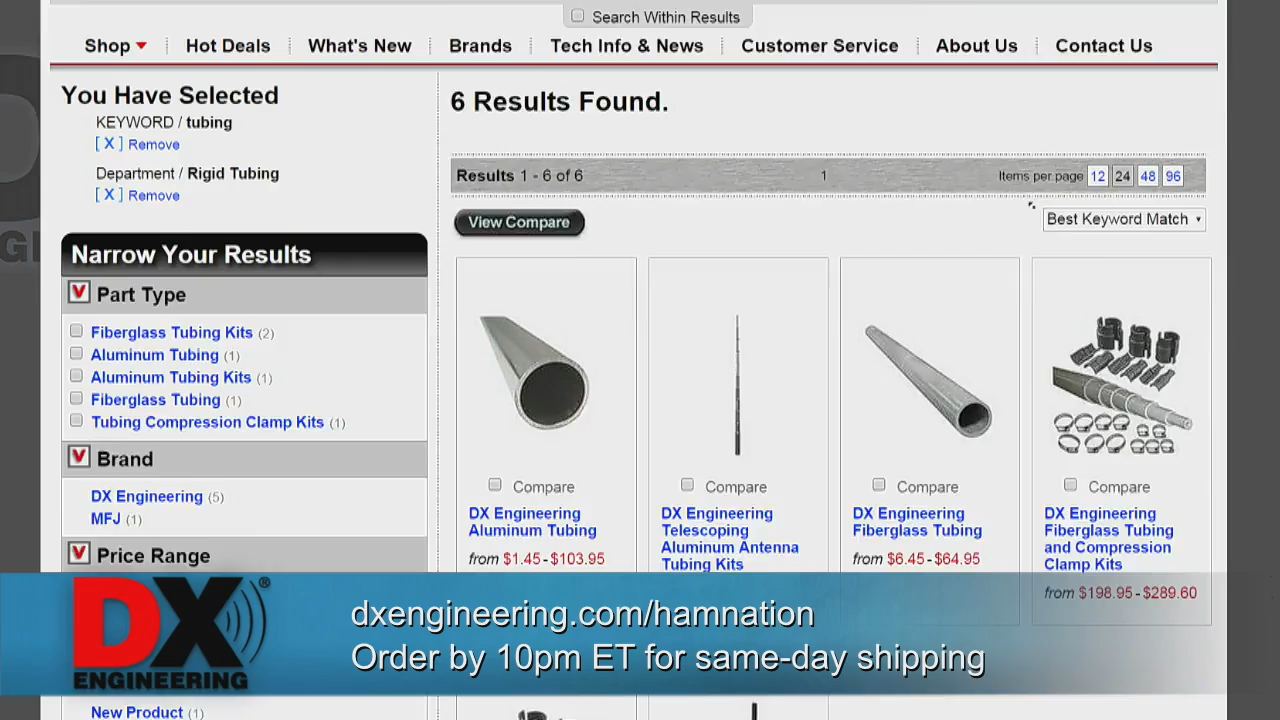 Search Within Results
Shop
Hot Deals
What's New
Brands
Tech Info & News
Customer Service
About Us
Contact Us
You Have Selected
KEYWORD / tubing
[ X ] Remove
Department / Rigid Tubing
[ X ] Remove
Narrow Your Results
Part Type
Fiberglass Tubing Kits (2)
Aluminum Tubing (1)
Aluminum Tubing Kits (1)
Fiberglass Tubing (1)
Tubing Compression Clamp Kits (1)
Brand
DX Engineering (5)
MFJ (1)
Price Range
New Product (1)
6 Results Found.
Results 1 - 6 of 6
1
Items per page 12 24 48 96
View Compare
Best Keyword Match
Compare
DX Engineering
Aluminum Tubing
from $1.45 - $103.95
Compare
DX Engineering
Telescoping
Aluminum Antenna
Tubing Kits
Compare
DX Engineering
Fiberglass Tubing
from $6.45 - $64.95
Compare
DX Engineering
Fiberglass Tubing
and Compression
Clamp Kits
from $198.95 - $289.60
DX®
ENGINEERING
dxengineering.com/hamnation
Order by 10pm ET for same-day shipping